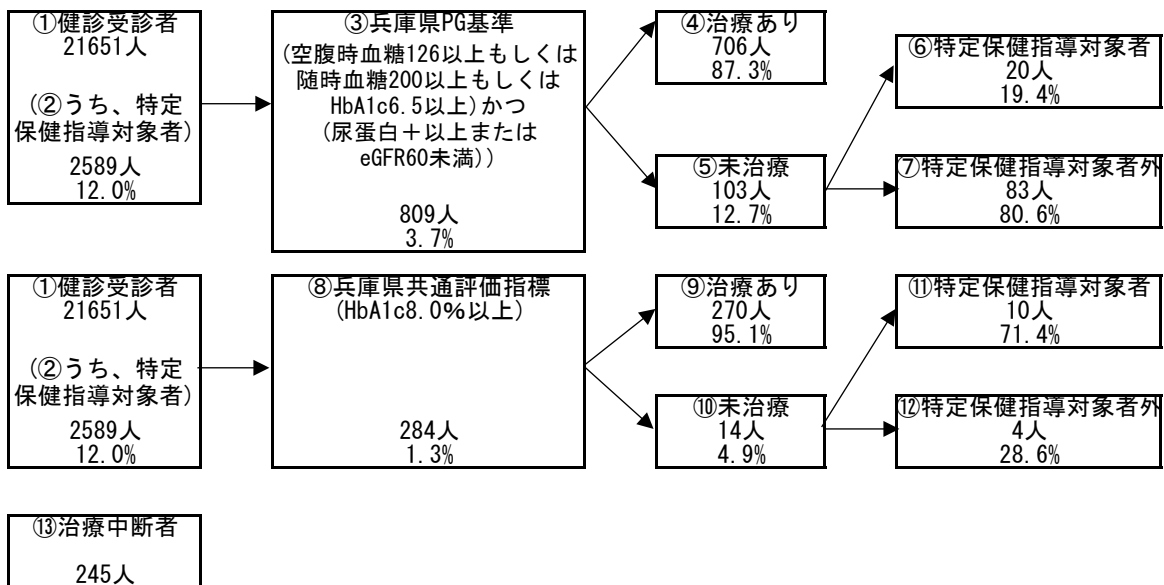 ①健診受診者
21651人
(②うち、特定
保健指導対象者)
2589人
12.0%
③兵庫県PG基準
(空腹時血糖126以上もしくは
随時血糖200以上もしくは
HbA1c6.5以上)かつ
(尿蛋白＋以上または
eGFR60未満))
809人
3.7%
④治療あり
706人
87.3%
⑤未治療
103人
12.7%
⑥特定保健指導対象者
20人
19.4%
⑦特定保健指導対象者外
83人
80.6%
①健診受診者
21651人
(②うち、特定
保健指導対象者)
2589人
12.0%
⑧兵庫県共通評価指標
(HbA1c8.0%以上)
284人
1.3%
⑨治療あり
270人
95.1%
⑩未治療
14人
4.9%
⑪特定保健指導対象者
10人
71.4%
⑫特定保健指導対象者外
4人
28.6%
⑬治療中断者
245人